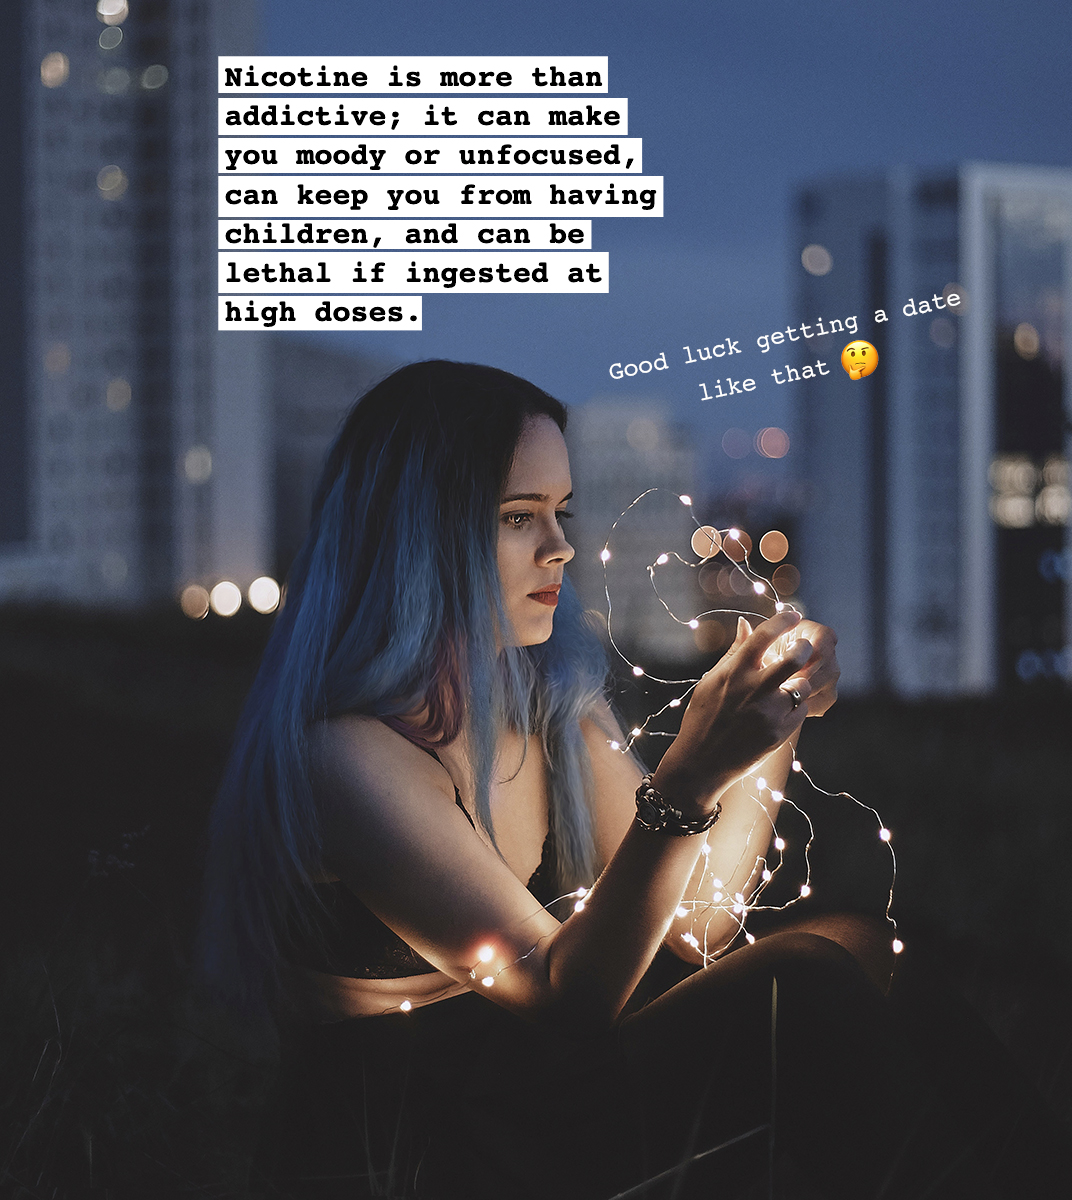 Nicotine is more than
addictive; it can make
you moody or unfocused,
can keep you from having
children, and can be
lethal if ingested at
high doses.
Good luck getting a date
like that 🤔